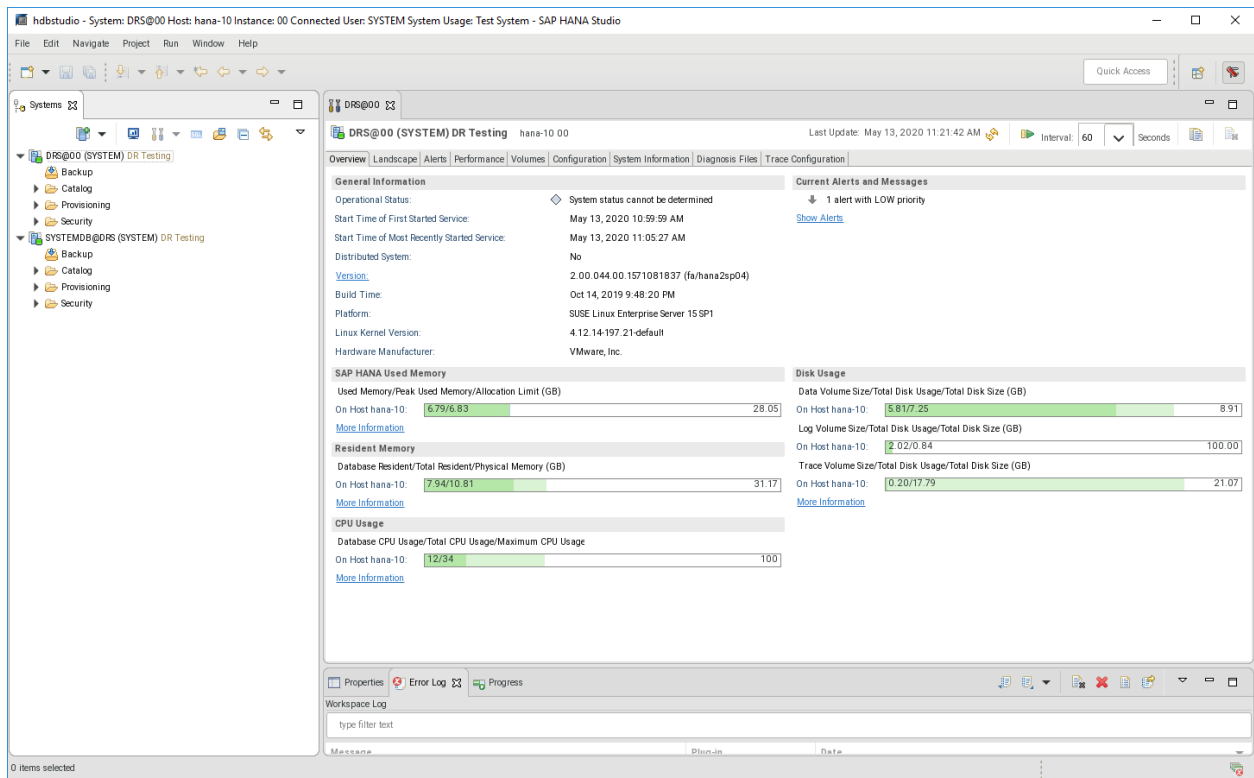 hdbstudio - System: DRS@00 Host: hana-10 Instance: 00 Connected User: SYSTEM System Usage: Test System - SAP HANA Studio
File Edit Navigate Project Run Window Help
Quick Access
Systems
DRS@00 (SYSTEM) DR Testing
Backup
Catalog
Provisioning
Security
SYSTEMDB@DRS (SYSTEM) DR Testing
Backup
Catalog
Provisioning
Security
DRS@00
DRS@00 (SYSTEM) DR Testing hana-10 00
Last Update: May 13, 2020 11:21:42 AM Interval: 60 Seconds
Overview Landscape Alerts Performance Volumes Configuration System Information Diagnosis Files Trace Configuration
General Information
Operational Status: System status cannot be determined
Start Time of First Started Service: May 13, 2020 10:59:59 AM
Start Time of Most Recently Started Service: May 13, 2020 11:05:27 AM
Distributed System: No
Version: 2.00.044.00.1571081837 (fa/hana2sp04)
Build Time: Oct 14, 2019 9:48:20 PM
Platform: SUSE Linux Enterprise Server 15 SP1
Linux Kernel Version: 4.12.14-197.21-default
Hardware Manufacturer: VMware, Inc.
Current Alerts and Messages
1 alert with LOW priority
Show Alerts
SAP HANA Used Memory
Used Memory/Peak Used Memory/Allocation Limit (GB)
On Host hana-10: 6.79/6.83 28.05
More Information
Resident Memory
Database Resident/Total Resident/Physical Memory (GB)
On Host hana-10: 7.94/10.81 31.17
More Information
CPU Usage
Database CPU Usage/Total CPU Usage/Maximum CPU Usage
On Host hana-10: 12/34 100
More Information
Disk Usage
Data Volume Size/Total Disk Usage/Total Disk Size (GB)
On Host hana-10: 5.81/7.25 8.91
Log Volume Size/Total Disk Usage/Total Disk Size (GB)
On Host hana-10: 2.02/0.84 100.00
Trace Volume Size/Total Disk Usage/Total Disk Size (GB)
On Host hana-10: 0.20/17.79 21.07
More Information
Properties Error Log Progress
Workspace Log
type filter text
Message Plug-in Date
0 items selected